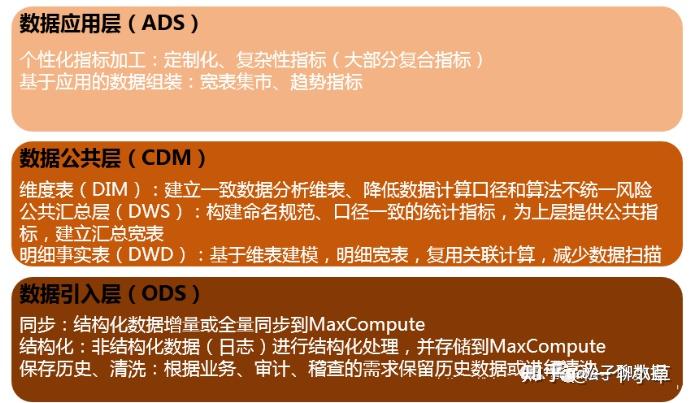 数据应用层（ADS）
个性化指标加工：定制化、复杂性指标（大部分复合指标）
基于应用的数据组装：宽表集市、趋势指标
数据公共层（CDM）
维度表（DIM）：建立一致数据分析维表、降低数据计算口径和算法不统一风险
公共汇总层（DWS）：构建命名规范、口径一致的统计指标，为上层提供公共指
标，建立汇总宽表
明细事实表（DWD）：基于维表建模，明细宽表，复用关联计算，减少数据扫描
数据引入层（ODS）
同步：结构化数据增量或全量同步到MaxCompute
结构化：非结构化数据（日志）进行结构化处理，并存储到MaxCompute
保存历史、清洗：根据业务、审计、稽查的需求保留历史数据或进行清洗
知乎